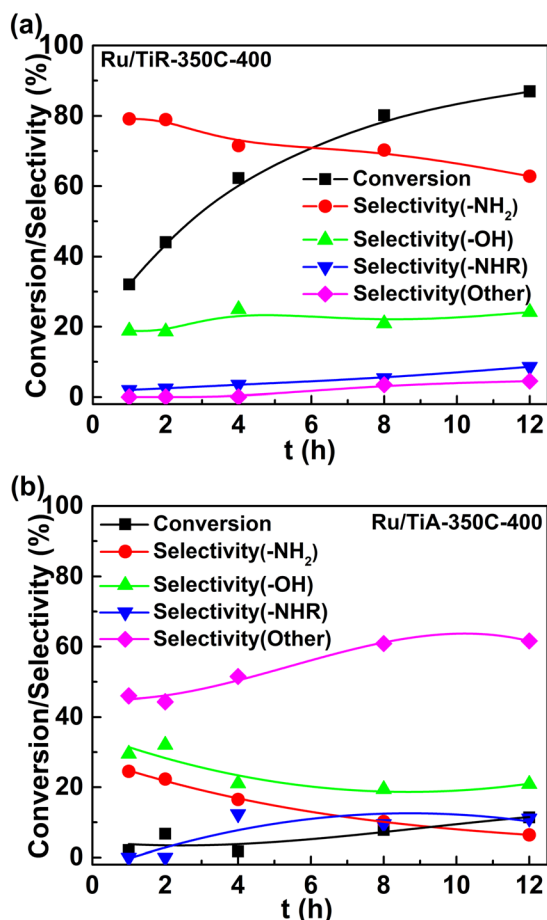 (a)
Ru/TiR-350C-400
Conversion
Selectivity(-NH₂)
Selectivity(-OH)
Selectivity(-NHR)
Selectivity(Other)
Conversion/Selectivity (%)
100
80
60
40
20
0
0 2 4 6 8 10 12
t (h)
(b)
Ru/TiA-350C-400
Conversion
Selectivity(-NH₂)
Selectivity(-OH)
Selectivity(-NHR)
Selectivity(Other)
Conversion/Selectivity (%)
100
80
60
40
20
0
0 2 4 6 8 10 12
t (h)